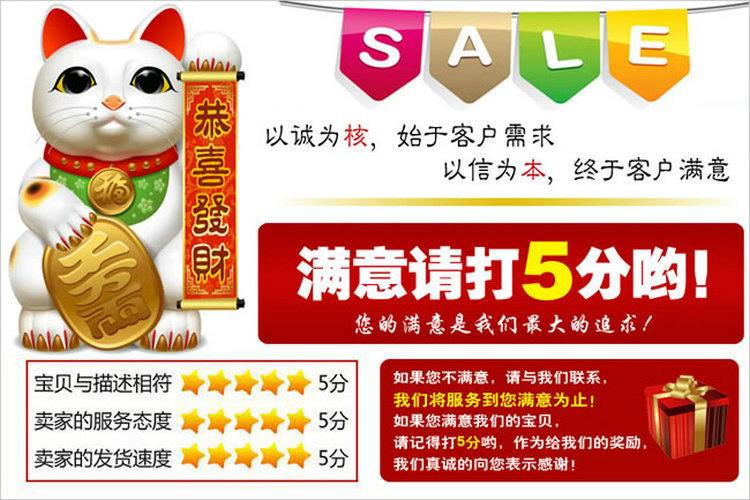 SALE
恭喜發財
以诚为核，始于客户需求
以信为本，终于客户满意
满意请打5分哟！
您的满意是我们最大的追求！
宝贝与描述相符 5分
卖家的服务态度 5分
卖家的发货速度 5分
如果您不满意，请与我们联系，
我们将服务到您满意为止！
如果您满意我们的宝贝，
请记得打5分哟，作为给我们的奖励，
我们真诚的向您表示感谢！